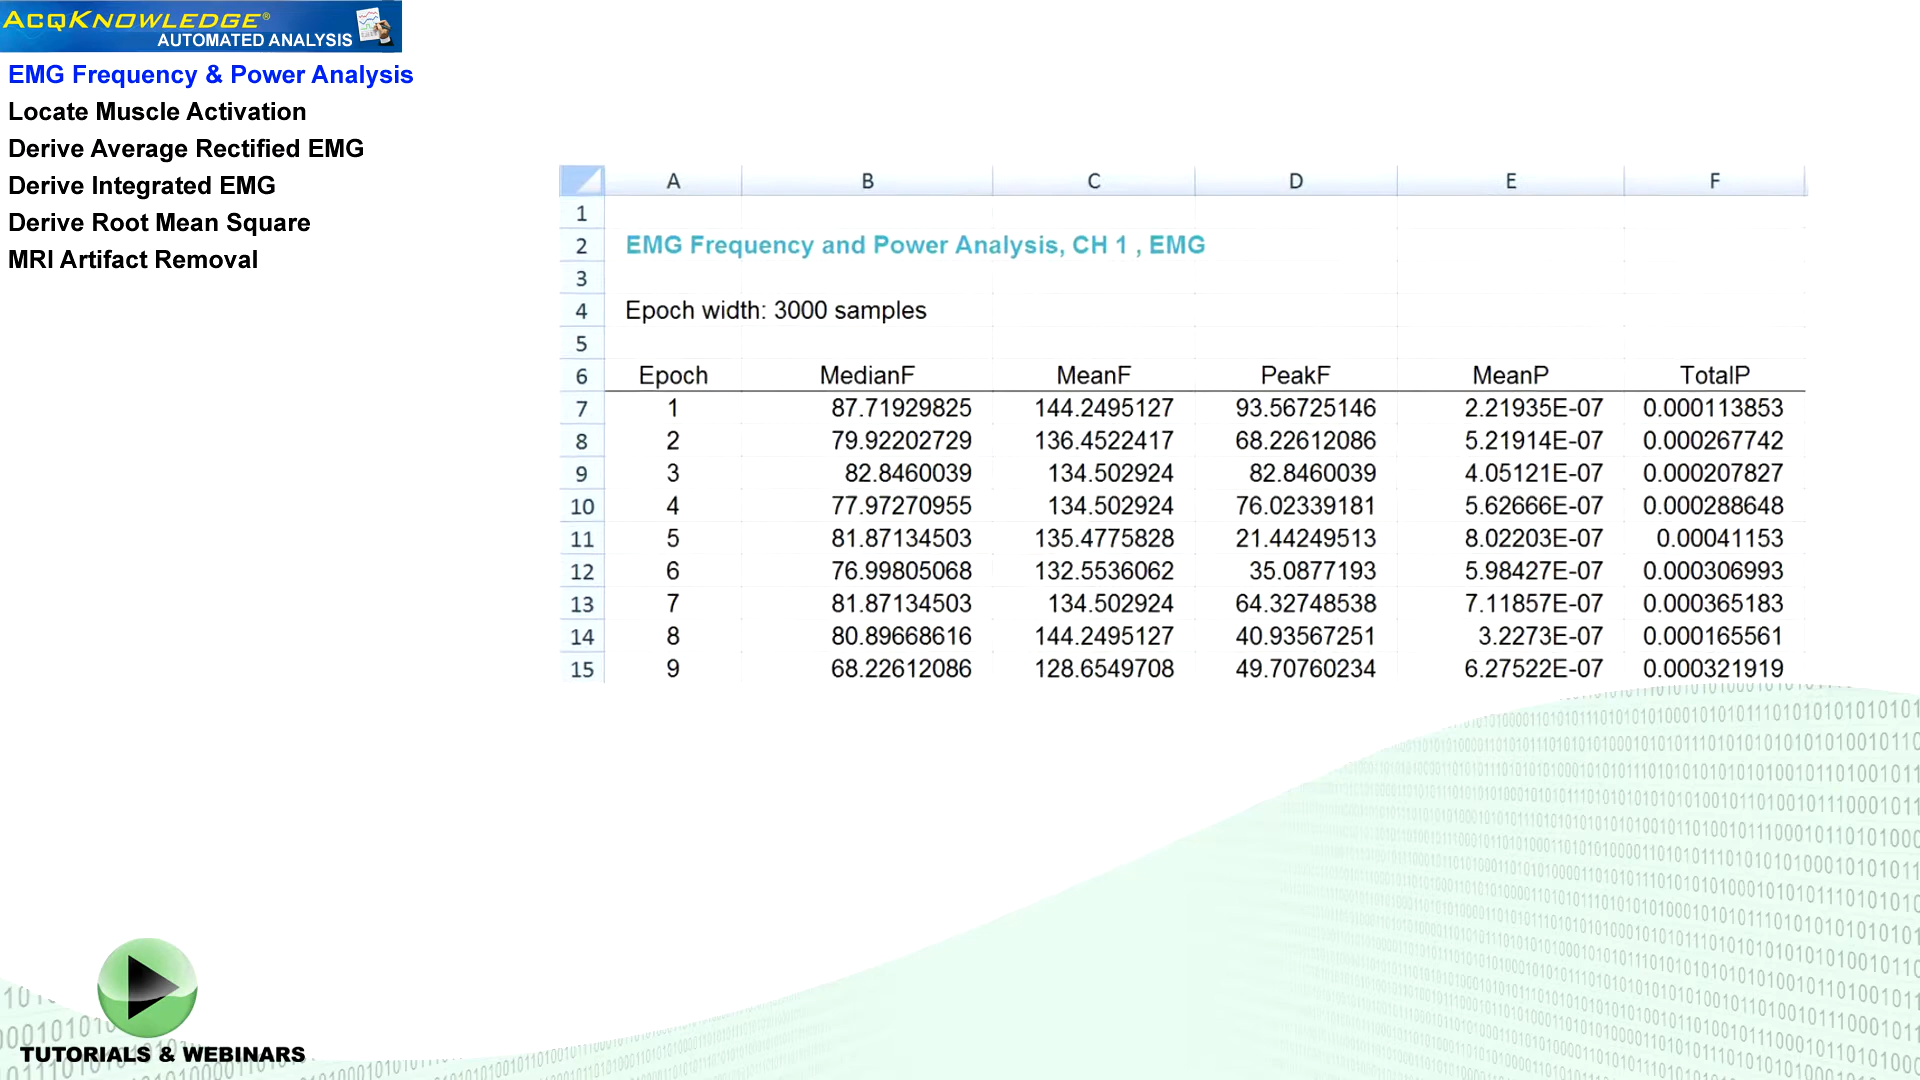 ACQKNOWLEDGE®
AUTOMATED ANALYSIS
EMG Frequency & Power Analysis
Locate Muscle Activation
Derive Average Rectified EMG
Derive Integrated EMG
Derive Root Mean Square
MRI Artifact Removal
A B C D E F
1
2 EMG Frequency and Power Analysis, CH 1 , EMG
3
4 Epoch width: 3000 samples
5
6 Epoch MedianF MeanF PeakF MeanP TotalP
7 1 87.71929825 144.2495127 93.56725146 2.21935E-07 0.000113853
8 2 79.92202729 136.4522417 68.22612086 5.21914E-07 0.000267742
9 3 82.8460039 134.502924 82.8460039 4.05121E-07 0.000207827
10 4 77.97270955 134.502924 76.02339181 5.62666E-07 0.000288648
11 5 81.87134503 135.4775828 21.44249513 8.02203E-07 0.00041153
12 6 76.99805068 132.5536062 35.0877193 5.98427E-07 0.000306993
13 7 81.87134503 134.502924 64.32748538 7.11857E-07 0.000365183
14 8 80.89668616 144.2495127 40.93567251 3.2273E-07 0.000165561
15 9 68.22612086 128.6549708 49.70760234 6.27522E-07 0.000321919
TUTORIALS & WEBINARS